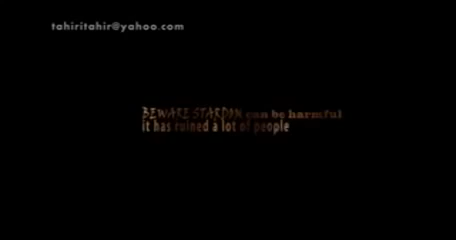 tahiritahir@yahoo.com
BEWARE STARDOM can be harmful
it has ruined a lot of people